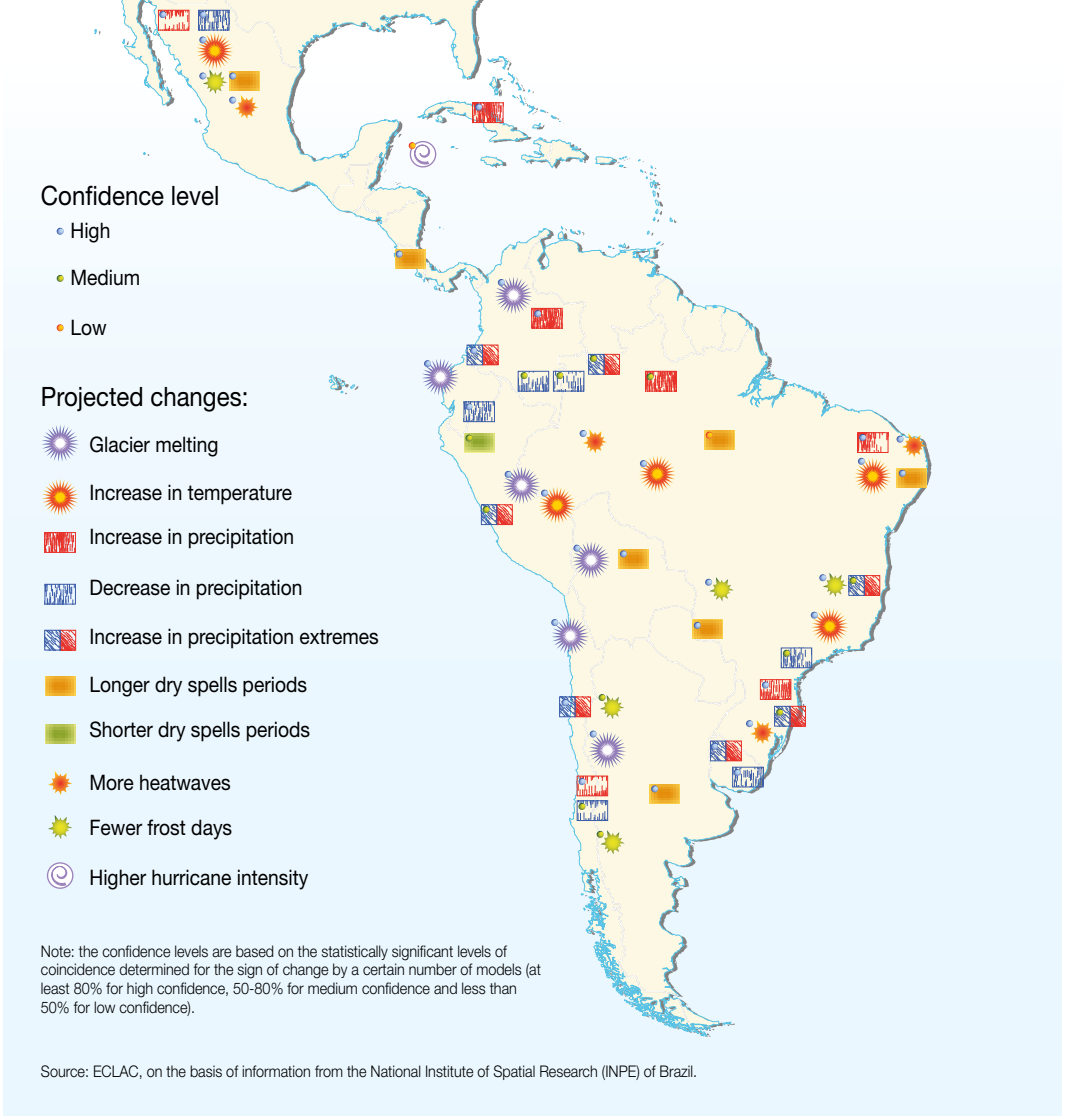 Confidence level
High
Medium
Low
Projected changes:
Glacier melting
Increase in temperature
Increase in precipitation
Decrease in precipitation
Increase in precipitation extremes
Longer dry spells periods
Shorter dry spells periods
More heatwaves
Fewer frost days
Higher hurricane intensity
Note: the confidence levels are based on the statistically significant levels of
coincidence determined for the sign of change by a certain number of models (at
least 80% for high confidence, 50-80% for medium confidence and less than
50% for low confidence).
Source: ECLAC, on the basis of information from the National Institute of Spatial Research (INPE) of Brazil.